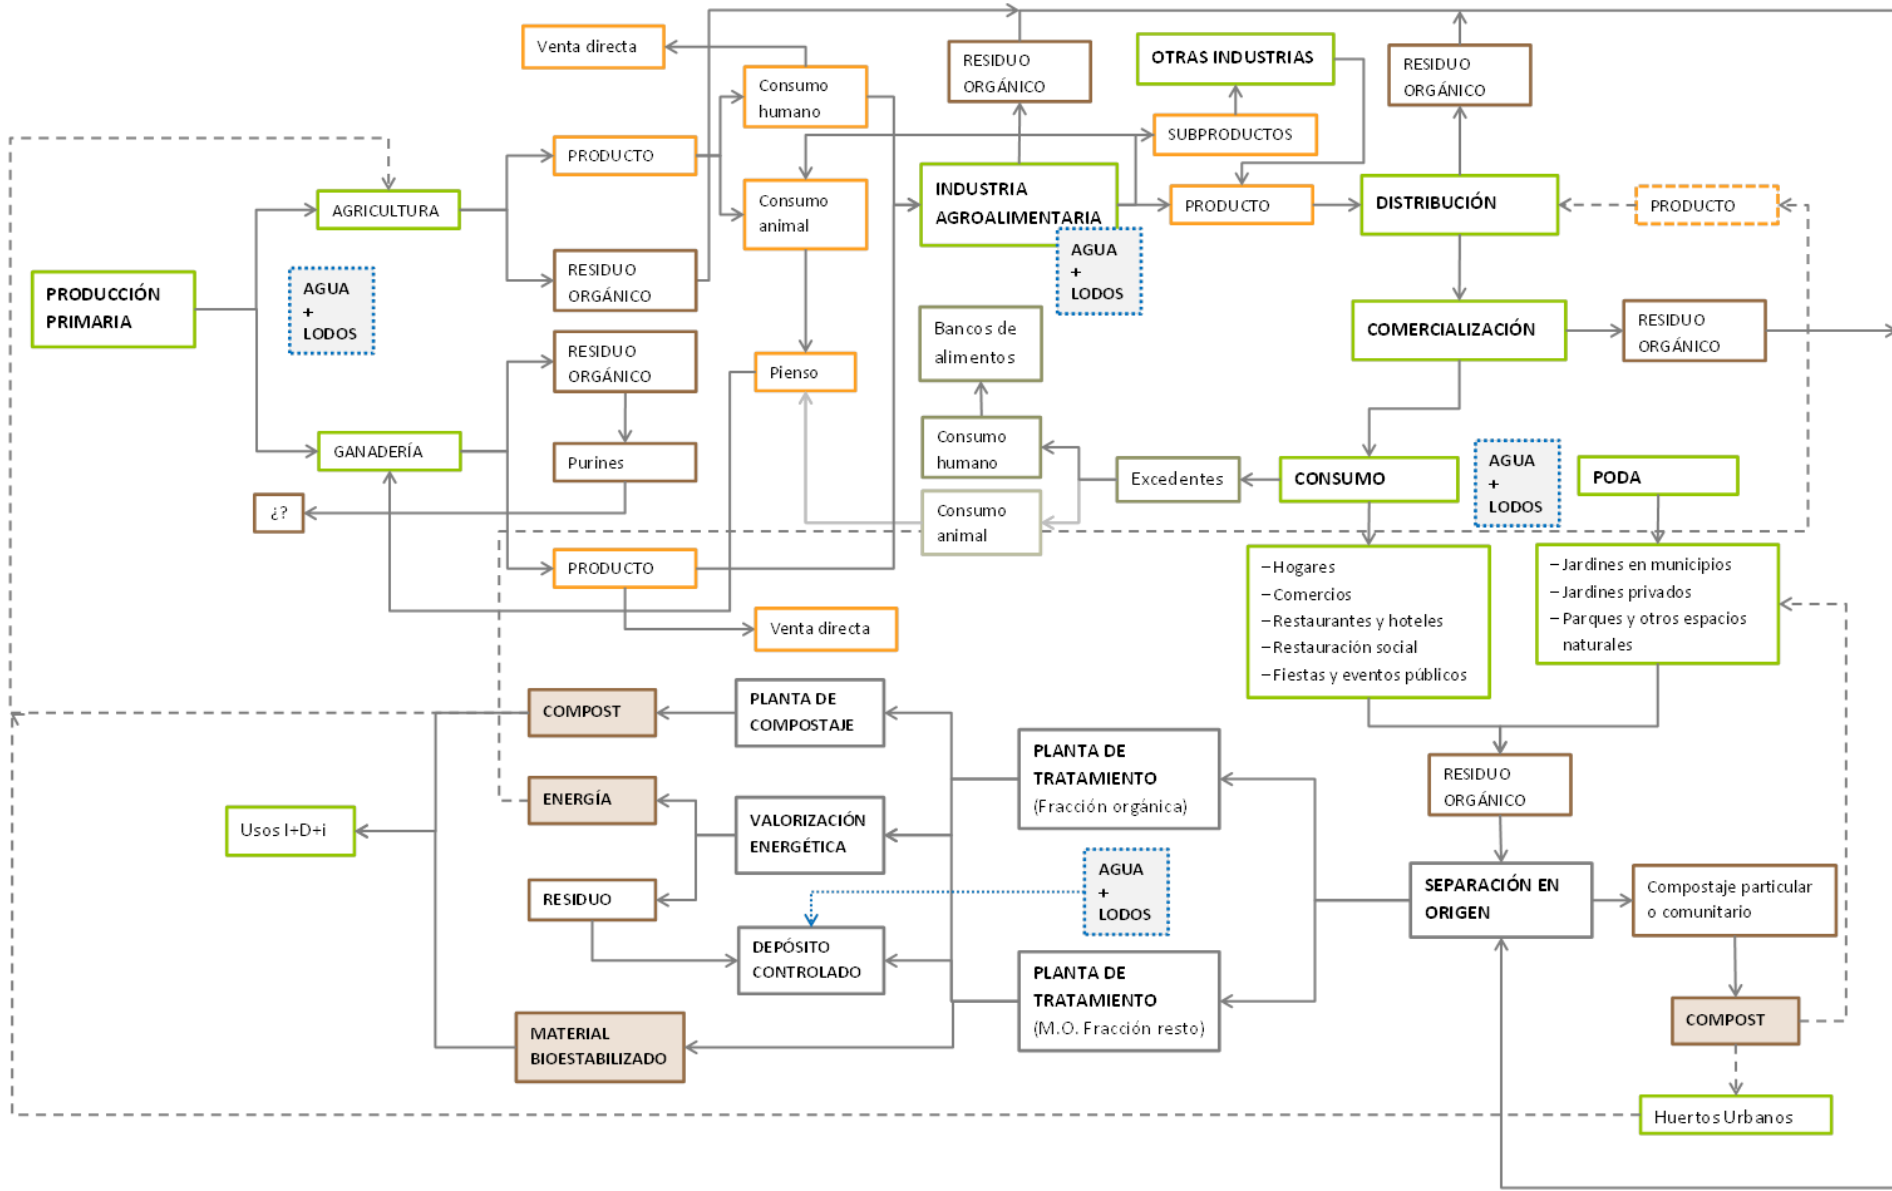 Venta directa
Consumo
humano
RESIDUO
ORGÁNICO
OTRAS INDUSTRIAS
RESIDUO
ORGÁNICO
PRODUCTO
SUBPRODUCTOS
AGRICULTURA
Consumo
animal
INDUSTRIA
AGROALIMENTARIA
PRODUCTO
DISTRIBUCIÓN
PRODUCTO
PRODUCCIÓN
PRIMARIA
AGUA
+
LODOS
RESIDUO
ORGÁNICO
AGUA
+
LODOS
RESIDUO
ORGÁNICO
Bancos de
alimentos
COMERCIALIZACIÓN
RESIDUO
ORGÁNICO
Pienso
GANADERÍA
Purines
Consumo
humano
Excedentes
CONSUMO
AGUA
+
LODOS
PODA
¿?
Consumo
animal
PRODUCTO
Venta directa
–Hogares
–Comercios
–Restaurantes y hoteles
–Restauración social
–Fiestas y eventos públicos
–Jardines en municipios
–Jardines privados
–Parques y otros espacios
naturales
COMPOST
PLANTA DE
COMPOSTAJE
PLANTA DE
TRATAMIENTO
(Fracción orgánica)
RESIDUO
ORGÁNICO
ENERGÍA
VALORIZACIÓN
ENERGÉTICA
Usos I+D+i
AGUA
+
LODOS
RESIDUO
SEPARACIÓN EN
ORIGEN
Compostaje particular
o comunitario
DEPÓSITO
CONTROLADO
PLANTA DE
TRATAMIENTO
(M.O. Fracción resto)
MATERIAL
BIOESTABILIZADO
COMPOST
Huertos Urbanos